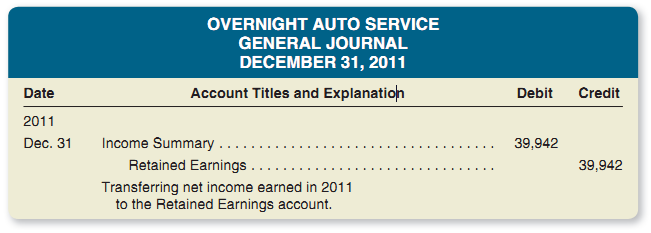 OVERNIGHT AUTO SERVICE
GENERAL JOURNAL
DECEMBER 31, 2011
Date Account Titles and Explanation Debit Credit
2011
Dec. 31 Income Summary . . . . . . . . . . . . . . . . . . . . . . . . . . . . . . . . . . . 39,942
Retained Earnings . . . . . . . . . . . . . . . . . . . . . . . . . . . . . . . 39,942
Transferring net income earned in 2011
to the Retained Earnings account.